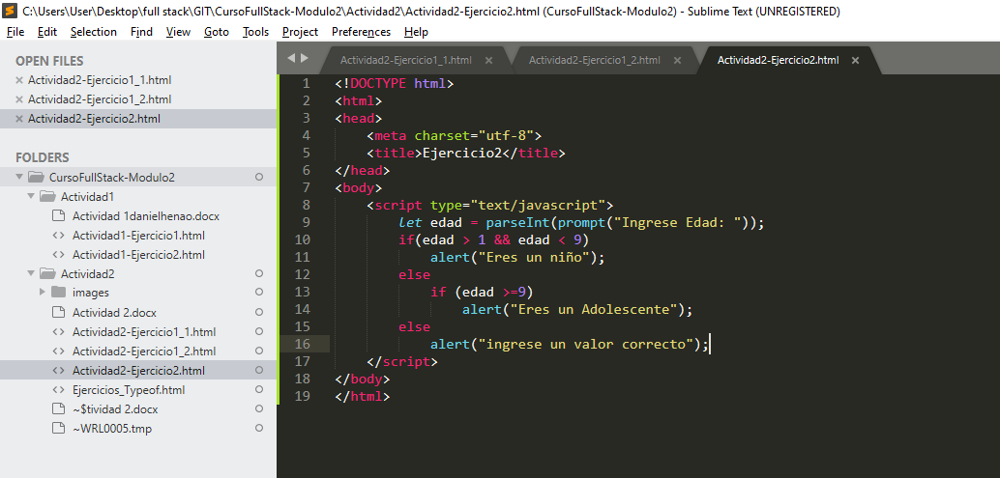 C:\Users\User\Desktop\full stack\GIT\CursoFullStack-Modulo2\Actividad2\Actividad2-Ejercicio2.html (CursoFullStack-Modulo2) - Sublime Text (UNREGISTERED)
File Edit Selection Find View Goto Tools Project Preferences Help
OPEN FILES
Actividad2-Ejercicio1_1.html
Actividad2-Ejercicio1_2.html
Actividad2-Ejercicio2.html
FOLDERS
CursoFullStack-Modulo2
Actividad1
Actividad 1danielhenao.docx
Actividad1-Ejercicio1.html
Actividad1-Ejercicio2.html
Actividad2
images
Actividad 2.docx
Actividad2-Ejercicio1_1.html
Actividad2-Ejercicio1_2.html
Actividad2-Ejercicio2.html
Ejercicios_Typeof.html
~$tividad 2.docx
~WRL0005.tmp
Actividad2-Ejercicio1_1.html Actividad2-Ejercicio1_2.html Actividad2-Ejercicio2.html
1 <!DOCTYPE html>
2 <html>
3 <head>
4 <meta charset="utf-8">
5 <title>Ejercicio2</title>
6 </head>
7 <body>
8 <script type="text/javascript">
9 let edad = parseInt(prompt("Ingrese Edad: "));
10 if(edad > 1 && edad < 9)
11 alert("Eres un niño");
12 else
13 if (edad >=9)
14 alert("Eres un Adolescente");
15 else
16 alert("ingrese un valor correcto");
17 </script>
18 </body>
19 </html>